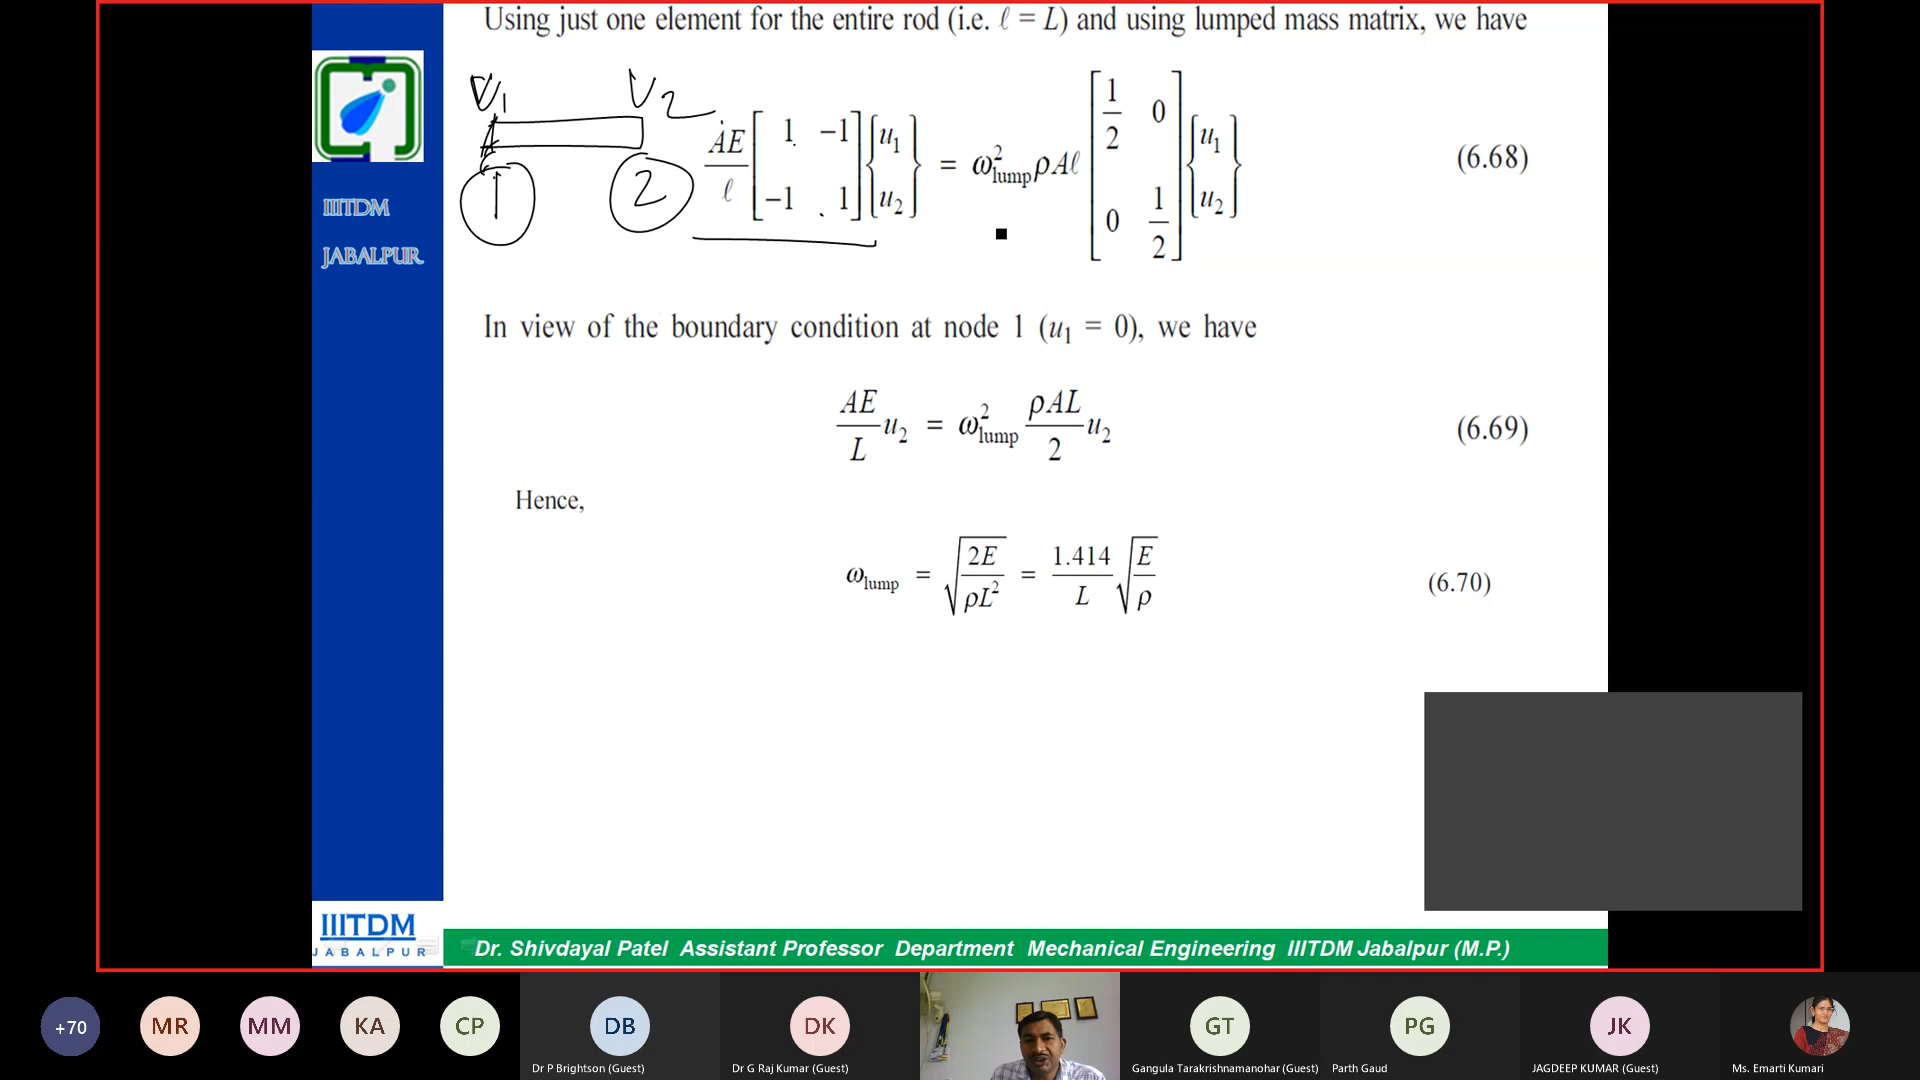 Using just one element for the entire rod (i.e. ℓ = L) and using lumped mass matrix, we have
U1 U2
1 2
AE/ℓ [1 −1; −1 1] {u1; u2} = ω²lump ρAℓ [1/2 0; 0 1/2] {u1; u2} (6.68)
In view of the boundary condition at node 1 (u1 = 0), we have
AE/L u2 = ω²lump ρAL/2 u2 (6.69)
Hence,
ωlump = √(2E/ρL²) = 1.414/L √(E/ρ) (6.70)
IIITDM
JABALPUR
IIITDM
JABALPUR
Dr. Shivdayal Patel Assistant Professor Department Mechanical Engineering IIITDM Jabalpur (M.P.)
+70 MR MM KA CP DB DK GT PG JK
Dr P Brightson (Guest) Dr G Raj Kumar (Guest) Gangula Tarakrishnamanohar (Guest) Parth Gaud JAGDEEP KUMAR (Guest) Ms. Emarti Kumari